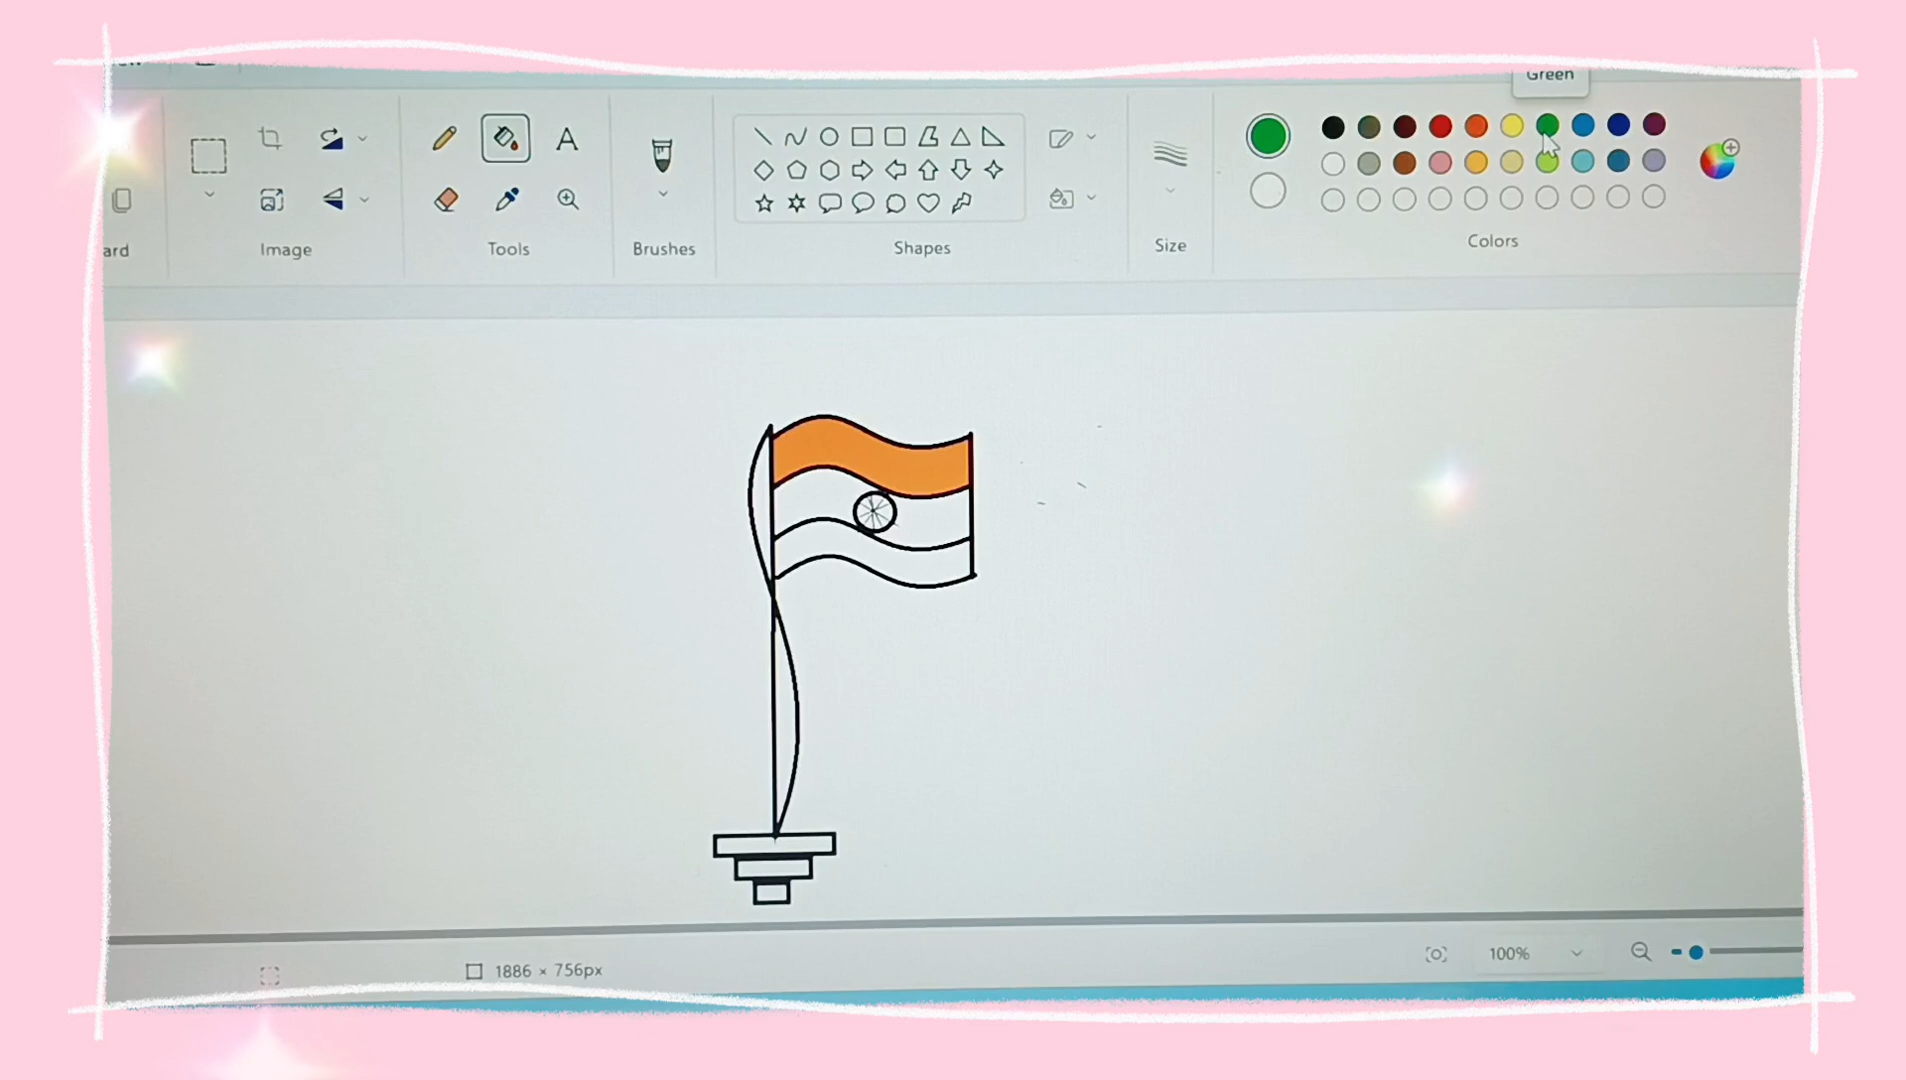 Green
A
ard
Image
Tools
Brushes
Shapes
Size
Colors
1886 × 756px
100%